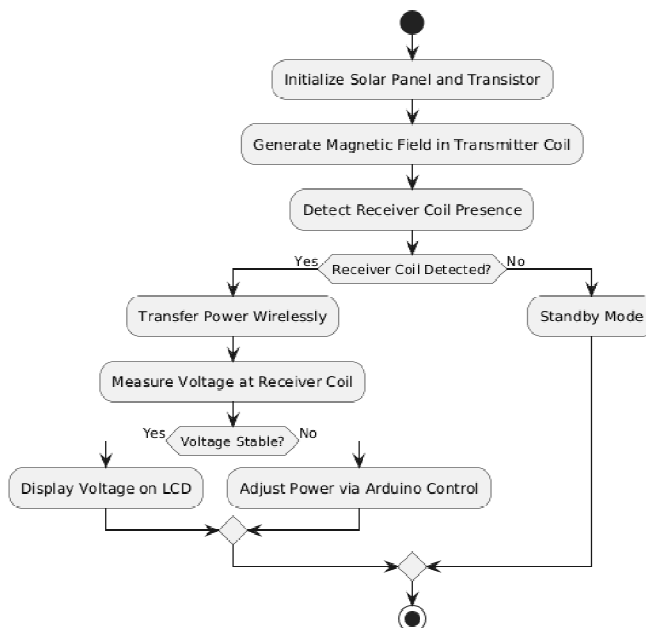 Initialize Solar Panel and Transistor
Generate Magnetic Field in Transmitter Coil
Detect Receiver Coil Presence
Yes
Receiver Coil Detected?
No
Transfer Power Wirelessly
Standby Mode
Measure Voltage at Receiver Coil
Yes
Voltage Stable?
No
Display Voltage on LCD
Adjust Power via Arduino Control